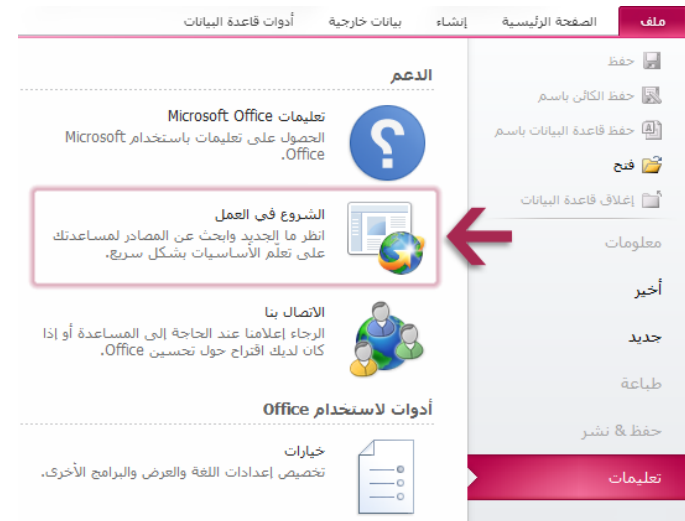 ملف
الصفحة الرئيسية
إنشاء
بيانات خارجية
أدوات قاعدة البيانات
حفظ
حفظ الكائن باسم
حفظ قاعدة البيانات باسم
فتح
إغلاق قاعدة البيانات
معلومات
أخير
جديد
طباعة
حفظ & نشر
تعليمات
الدعم
تعليمات Microsoft Office
الحصول على تعليمات باستخدام Microsoft
Office.
الشروع في العمل
انظر ما الجديد وابحث عن المصادر لمساعدتك
على تعلّم الأساسيات بشكل سريع.
الاتصال بنا
الرجاء إعلامنا عند الحاجة إلى المساعدة أو إذا
كان لديك اقتراح حول تحسين Office.
أدوات لاستخدام Office
خيارات
تخصيص إعدادات اللغة والعرض والبرامج الأخرى.